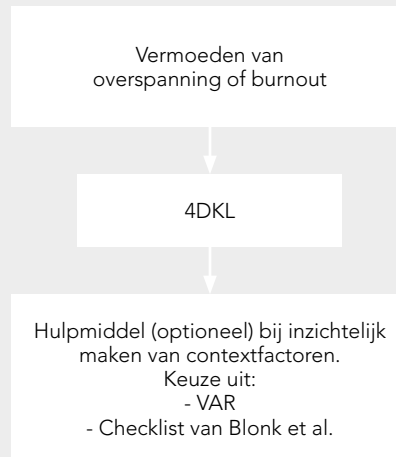 Vermoeden van
overspanning of burnout
4DKL
Hulpmiddel (optioneel) bij inzichtelijk
maken van contextfactoren.
Keuze uit:
- VAR
- Checklist van Blonk et al.